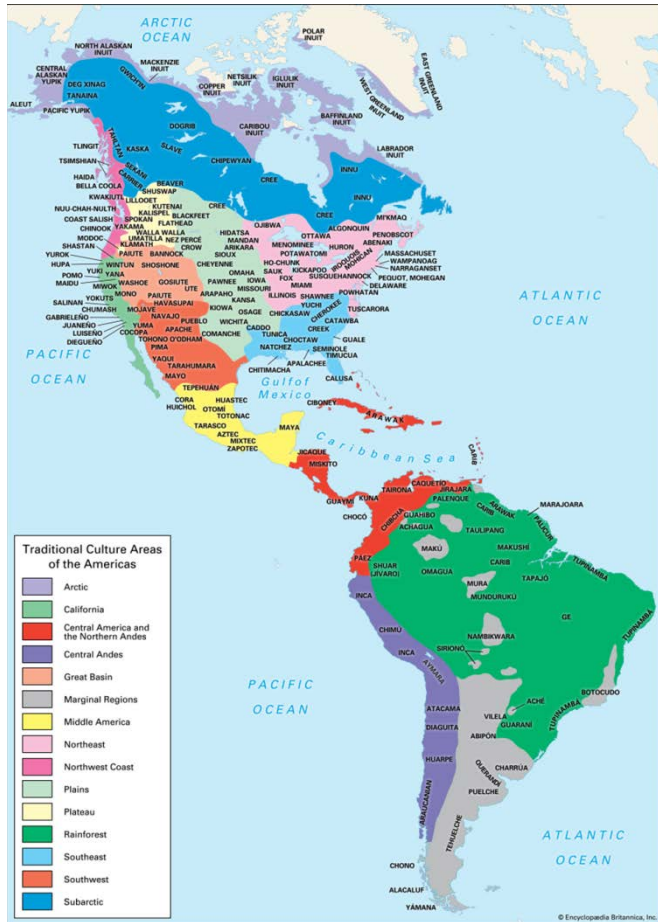 ARCTIC
OCEAN
POLAR
INUIT
NORTH ALASKAN
INUIT
MACKENZIE
INUIT
CENTRAL
ALASKAN
YUPIK
GWICH'IN
NETSILIK
INUIT
IGLULIK
INUIT
COPPER
INUIT
EAST GREENLAND
INUIT
WEST GREENLAND
INUIT
DEG XINAG
TANAINA
ALEUT
PACIFIC YUPIK
BAFFINLAND
INUIT
CARIBOU
INUIT
DOGRIB
TAHLTAN
KASKA
SLAVE
LABRADOR
INUIT
TLINGIT
CHIPEWYAN
TSIMSHIAN
SEKANI
CARRIER
INNU
HAIDA
BELLA COOLA
BEAVER
SHUSWAP
CREE
INNU
KWAKIUTL
LILLOOET
KUTENAI
CREE
CREE
NUU-CHAH-NULTH
KALISPEL
BLACKFEET
MI'KMAQ
COAST SALISH
SPOKAN
FLATHEAD
OJIBWA
ALGONQUIN
PENOBSCOT
CHINOOK
YAKAMA
WALLA WALLA
HIDATSA
OTTAWA
ABENAKI
MODOC
UMATILLA
NEZ PERCÉ
MANDAN
MENOMINEE
HURON
MASSACHUSET
SHASTAN
KLAMATH
CROW
ARIKARA
POTAWATOMI
IROQUOIS
MOHICAN
WAMPANOAG
YUROK
PAIUTE
BANNOCK
SIOUX
HO-CHUNK
NARRAGANSET
HUPA
WINTUN
SHOSHONE
CHEYENNE
SAUK
KICKAPOO
SUSQUEHANNOCK
PEQUOT, MOHEGAN
YUKI
YANA
OMAHA
FOX
DELAWARE
POMO
WASHOE
GOSIUTE
PAWNEE
IOWA
MIAMI
MAIDU
MIWOK
UTE
MISSOURI
POWHATAN
MONO
PAIUTE
ARAPAHO
KANSA
ILLINOIS
SHAWNEE
YOKUTS
HAVASUPAI
OSAGE
YUCHI
CHEROKEE
TUSCARORA
SALINAN
MOJAVE
KIOWA
CHICKASAW
CHUMASH
NAVAJO
PUEBLO
WICHITA
CATAWBA
GABRIELEÑO
YUMA
APACHE
CADDO
TUNICA
CREEK
JUANEÑO
COCOPA
COMANCHE
CHOCTAW
GUALE
LUISEÑO
TOHONO O'ODHAM
NATCHEZ
SEMINOLE
DIEGUEÑO
PIMA
TIMUCUA
YAQUI
APALACHEE
TARAHUMARA
CHITIMACHA
MAYO
CALUSA
ATLANTIC
OCEAN
PACIFIC
OCEAN
Gulf of
Mexico
TEPEHUÁN
CORA
HUASTEC
CIBONEY
HUICHOL
OTOMÍ
ARAWAK
TOTONAC
TARASCO
MAYA
AZTEC
MIXTEC
ZAPOTEC
Caribbean Sea
CARIB
JICAQUE
MISKITO
CAQUETÍO
TAIRONA
JIRAJARA
GUAYMÍ
KUNA
PALENQUE
ARAWAK
MARAJOARA
CHOCÓ
CHIBCHA
GUAHIBO
CARIB
PALICUR
ACHAGUA
TAULIPANG
MAKÚ
MAKUSHÍ
PÁEZ
CARIB
TUPINAMBA
SHUAR
(JÍVARO)
OMAGUA
TAPAJÓ
MURA
MUNDURUKÚ
INCA
GE
TUPINAMBÁ
CHIMÚ
NAMBIKWARA
INCA
SIRIONÓ
AYMARA
BOTOCUDO
PACIFIC
OCEAN
ATACAMA
ACHÉ
VILELA
TUPINAMBÁ
DIAGUITA
GUARANÍ
ABIPÓN
HUARPE
CHARRÚA
QUERANDÍ
PUELCHE
ARAUCANIAN
TEHUELCHE
ATLANTIC
OCEAN
CHONO
ALACALUF
YÁMANA
Traditional Culture Areas
of the Americas
Arctic
California
Central America and
the Northern Andes
Central Andes
Great Basin
Marginal Regions
Middle America
Northeast
Northwest Coast
Plains
Plateau
Rainforest
Southeast
Southwest
Subarctic
© Encyclopædia Britannica, Inc.